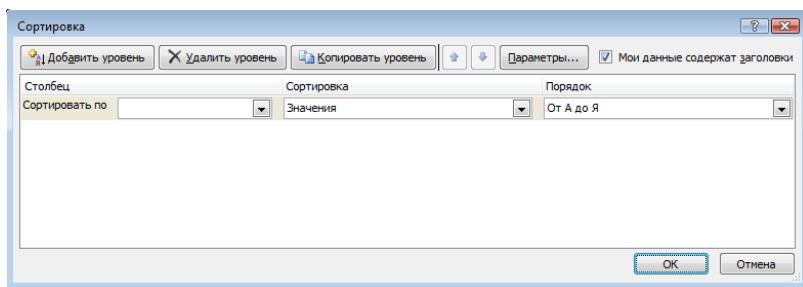 Сортировка
Добавить уровень Удалить уровень Копировать уровень Параметры... Мои данные содержат заголовки
Столбец Сортировка Порядок
Сортировать по Значения От А до Я
ОК Отмена